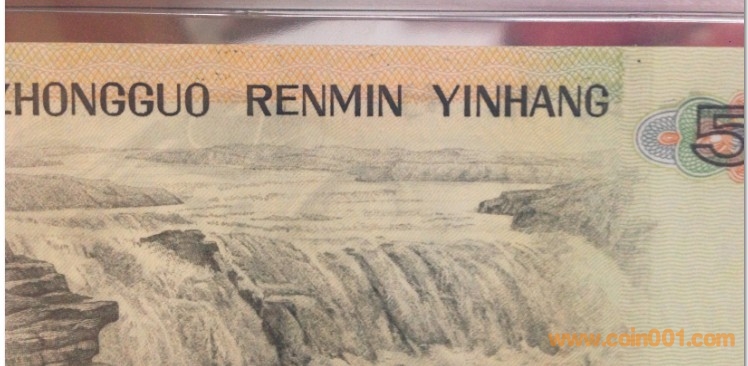 ZHONGGUO RENMIN YINHANG
5
www.coin001.com